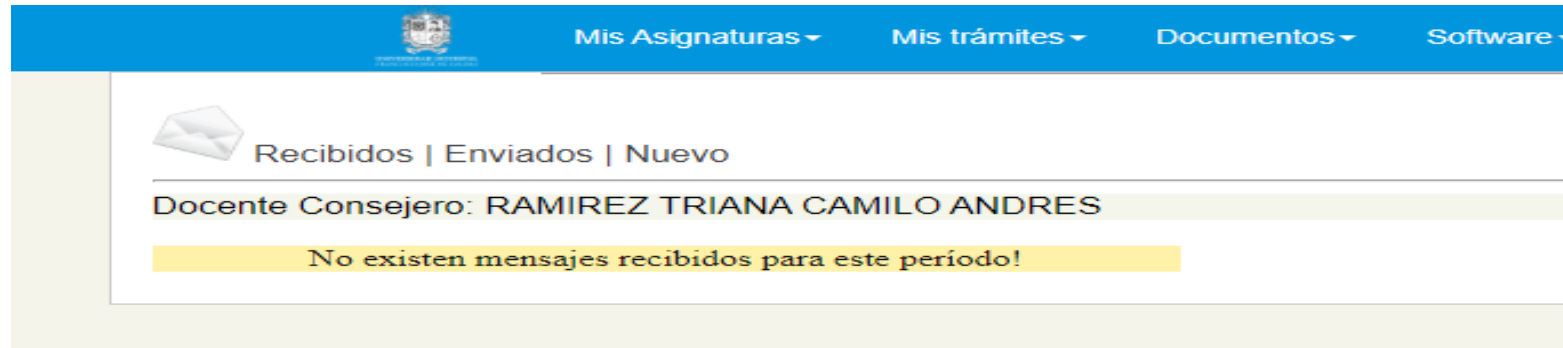 Mis Asignaturas Mis trámites Documentos Software
Recibidos | Enviados | Nuevo
Docente Consejero: RAMIREZ TRIANA CAMILO ANDRES
No existen mensajes recibidos para este período!